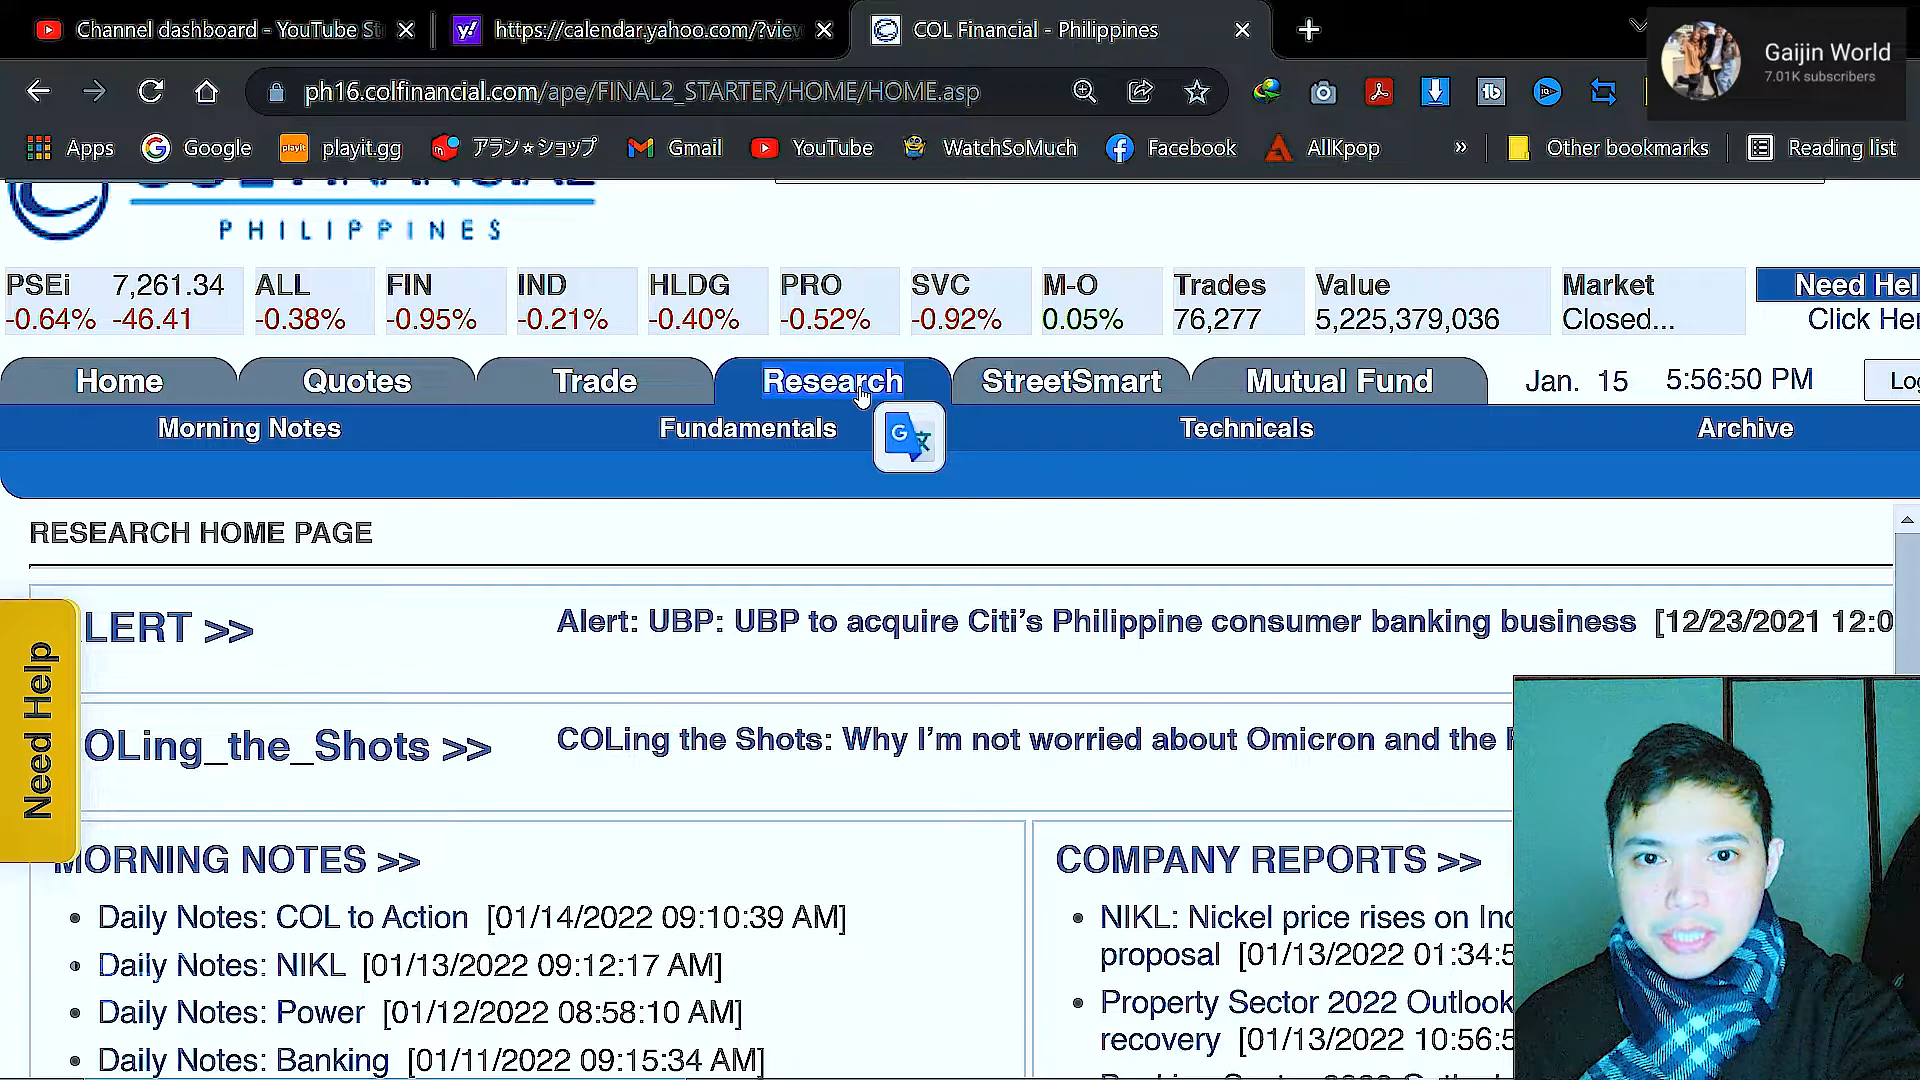 Channel dashboard - YouTube St
https://calendar.yahoo.com/?view
COL Financial - Philippines
Gaijin World
7.01K subscribers
ph16.colfinancial.com/ape/FINAL2_STARTER/HOME/HOME.asp
Apps
Google
playit.gg
アラン☆ショップ
Gmail
YouTube
WatchSoMuch
Facebook
AllKpop
»
Other bookmarks
Reading list
COL FINANCIAL
PHILIPPINES
PSEi 7,261.34
-0.64% -46.41
ALL
-0.38%
FIN
-0.95%
IND
-0.21%
HLDG
-0.40%
PRO
-0.52%
SVC
-0.92%
M-O
0.05%
Trades
76,277
Value
5,225,379,036
Market
Closed...
Need Hel
Click Her
Home
Quotes
Trade
Research
StreetSmart
Mutual Fund
Jan. 15 5:56:50 PM
Log
Morning Notes
Fundamentals
Technicals
Archive
RESEARCH HOME PAGE
LERT >>
Alert: UBP: UBP to acquire Citi’s Philippine consumer banking business [12/23/2021 12:0
Need Help
OLing_the_Shots >>
COLing the Shots: Why I’m not worried about Omicron and the
MORNING NOTES >>
Daily Notes: COL to Action [01/14/2022 09:10:39 AM]
Daily Notes: NIKL [01/13/2022 09:12:17 AM]
Daily Notes: Power [01/12/2022 08:58:10 AM]
Daily Notes: Banking [01/11/2022 09:15:34 AM]
COMPANY REPORTS >>
NIKL: Nickel price rises on Ind
proposal [01/13/2022 01:34:5
Property Sector 2022 Outlook
recovery [01/13/2022 10:56:5